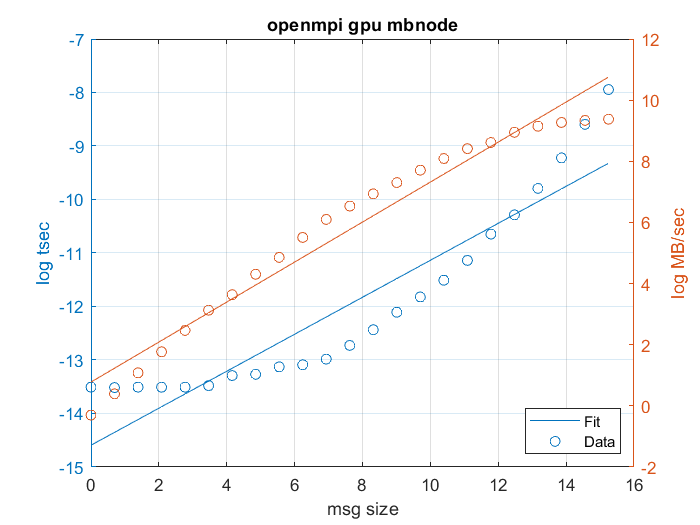 openmpi gpu mbnode
-7
-8
-9
-10
-11
-12
-13
-14
-15
log tsec
12
10
8
6
4
2
0
-2
log MB/sec
Fit
Data
0 2 4 6 8 10 12 14 16
msg size